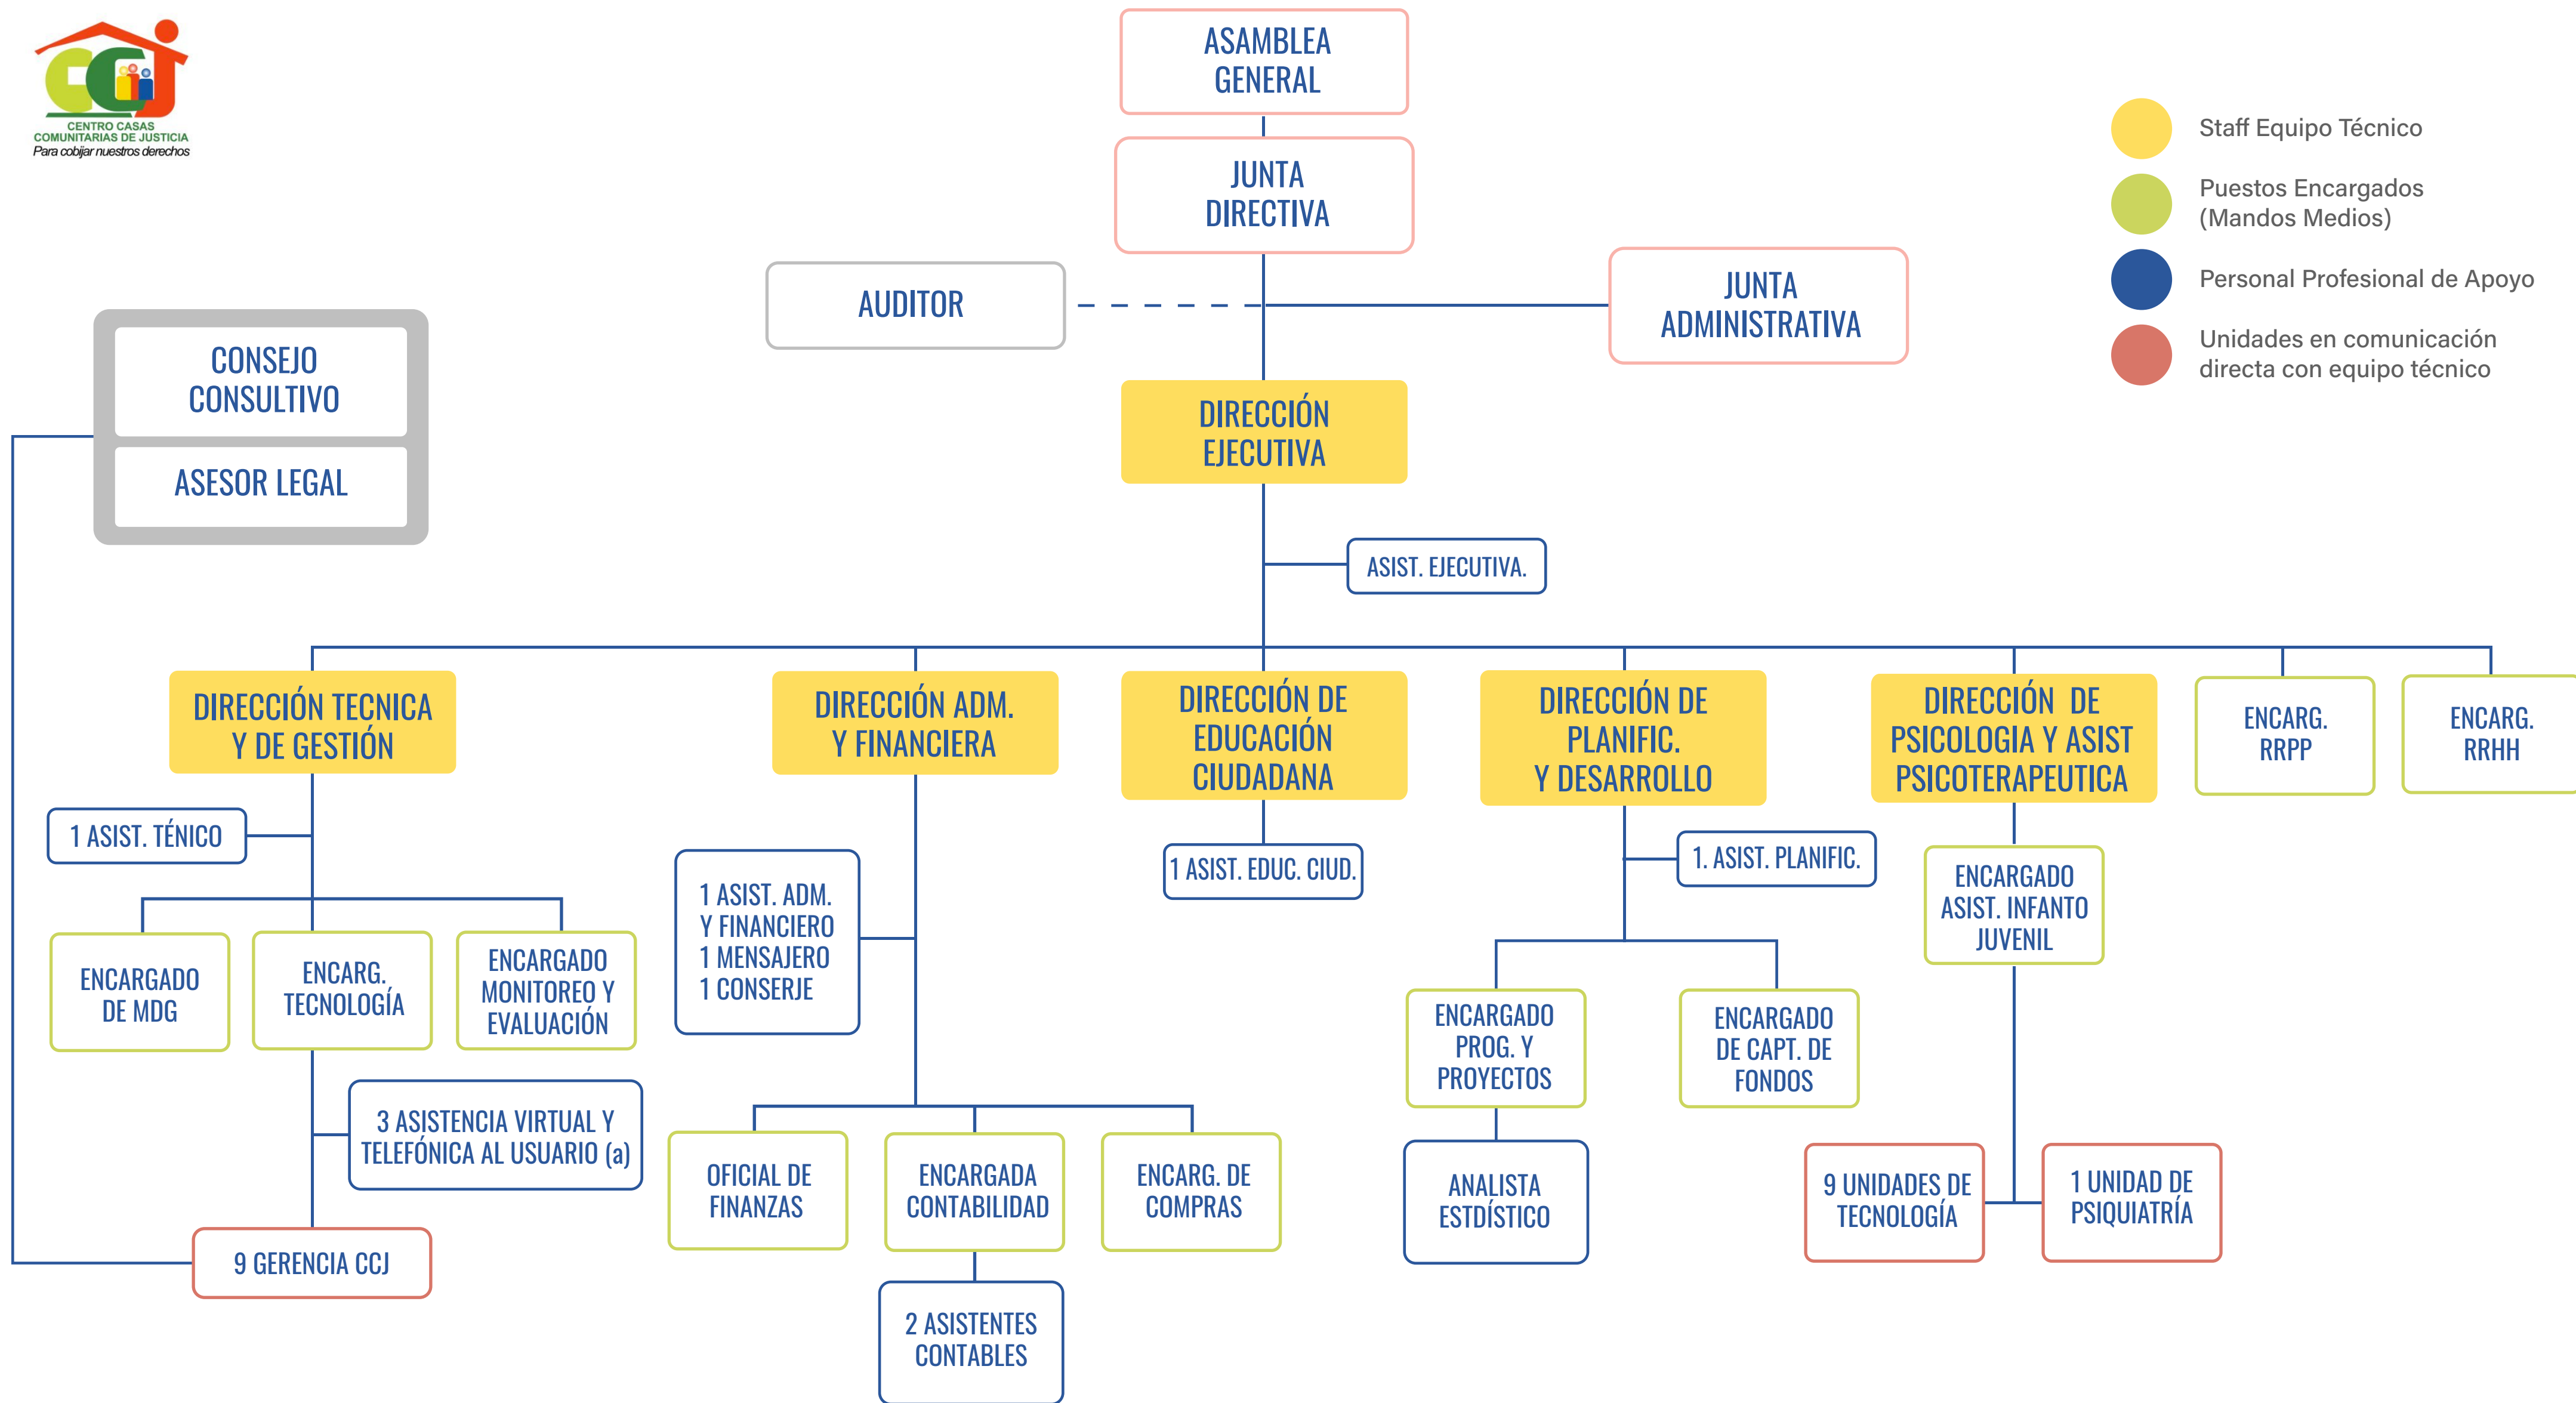 CENTRO CASAS
COMUNITARIAS DE JUSTICIA
Para cobijar nuestros derechos
ASAMBLEA
GENERAL
JUNTA
DIRECTIVA
AUDITOR
JUNTA
ADMINISTRATIVA
Staff Equipo Técnico
Puestos Encargados
(Mandos Medios)
Personal Profesional de Apoyo
Unidades en comunicación
directa con equipo técnico
CONSEJO
CONSULTIVO
ASESOR LEGAL
DIRECCIÓN
EJECUTIVA
ASIST. EJECUTIVA.
DIRECCIÓN TECNICA
Y DE GESTIÓN
DIRECCIÓN ADM.
Y FINANCIERA
DIRECCIÓN DE
EDUCACIÓN
CIUDADANA
DIRECCIÓN DE
PLANIFIC.
Y DESARROLLO
DIRECCIÓN DE
PSICOLOGIA Y ASIST
PSICOTERAPEUTICA
ENCARG.
RRPP
ENCARG.
RRHH
1 ASIST. TÉNICO
ENCARGADO
DE MDG
ENCARG.
TECNOLOGÍA
ENCARGADO
MONITOREO Y
EVALUACIÓN
3 ASISTENCIA VIRTUAL Y
TELEFÓNICA AL USUARIO (a)
9 GERENCIA CCJ
1 ASIST. ADM.
Y FINANCIERO
1 MENSAJERO
1 CONSERJE
OFICIAL DE
FINANZAS
ENCARGADA
CONTABILIDAD
ENCARG. DE
COMPRAS
2 ASISTENTES
CONTABLES
1 ASIST. EDUC. CIUD.
1. ASIST. PLANIFIC.
ENCARGADO
PROG. Y
PROYECTOS
ENCARGADO
DE CAPT. DE
FONDOS
ANALISTA
ESTDÍSTICO
ENCARGADO
ASIST. INFANTO
JUVENIL
9 UNIDADES DE
TECNOLOGÍA
1 UNIDAD DE
PSIQUIATRÍA